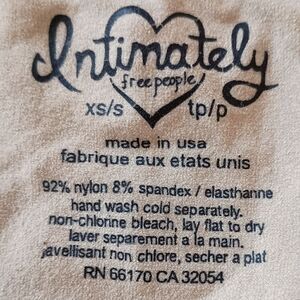 Intimately
free people
xs/s tp/p
made in usa
fabrique aux etats unis
92% nylon 8% spandex / elasthanne
hand wash cold separately.
non-chlorine bleach, lay flat to dry
laver separement a la main.
javellisant non chlore, secher a plat
RN 66170 CA 32054